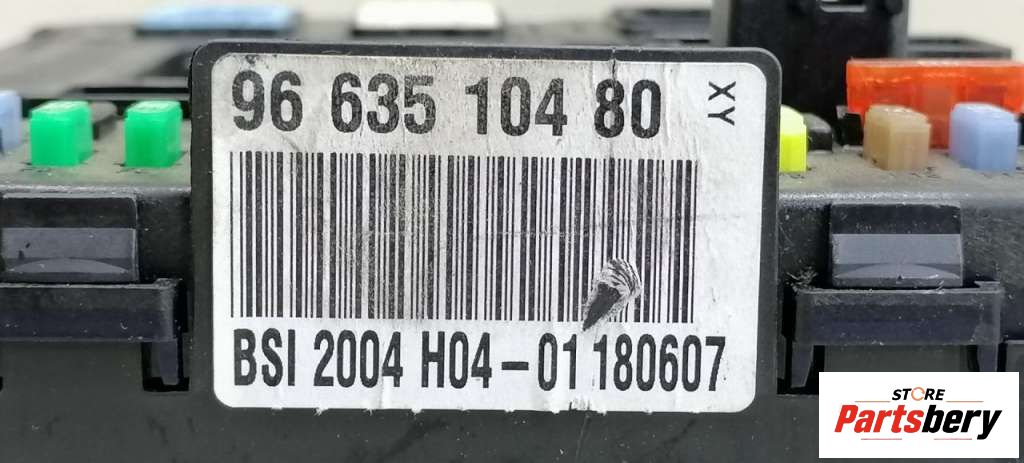 96 635 104 80
XY
BSI 2004 H04-01 180607
STORE
Partsbery